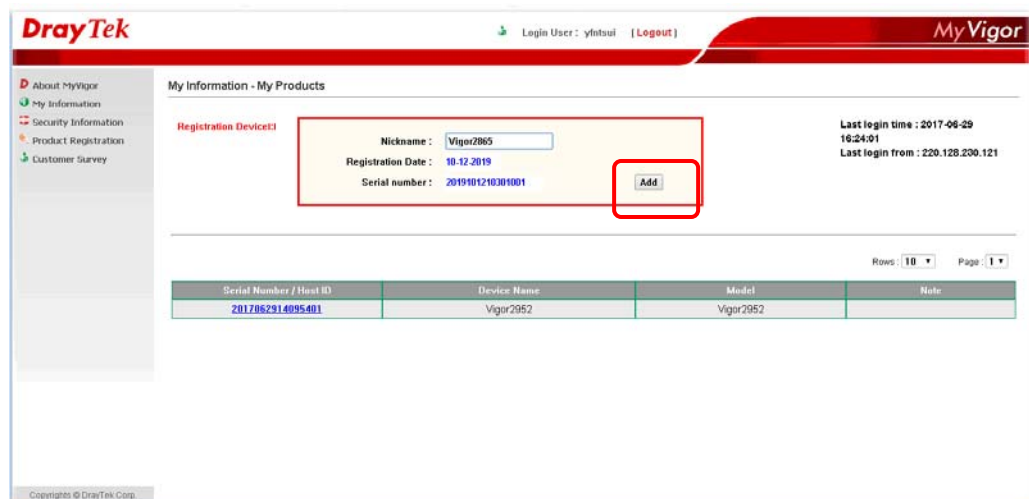 DrayTek
Login User : yfntsui [Logout]
MyVigor
About MyVigor
My Information
Security Information
Product Registration
Customer Survey
My Information - My Products
Registration Device!:!
Nickname : Vigor2865
Registration Date : 10-12-2019
Serial number : 2019101210301001
Add
Last login time : 2017-06-29
16:24:01
Last login from : 220.128.230.121
Rows : 10 Page : 1
Serial Number / Host ID Device Name Model Note
2017062914095401 Vigor2952 Vigor2952
Copyrights © DrayTek Corp.